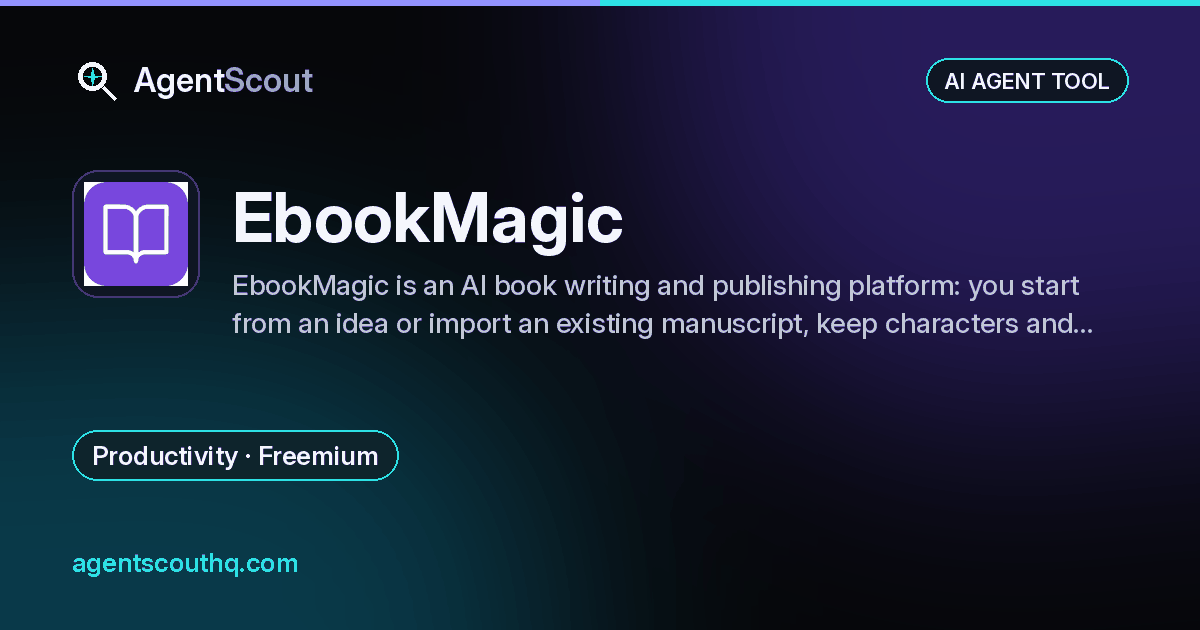 AgentScout
AI AGENT TOOL
EbookMagic
EbookMagic is an AI book writing and publishing platform: you start
from an idea or import an existing manuscript, keep characters and...
Productivity · Freemium
agentscouthq.com